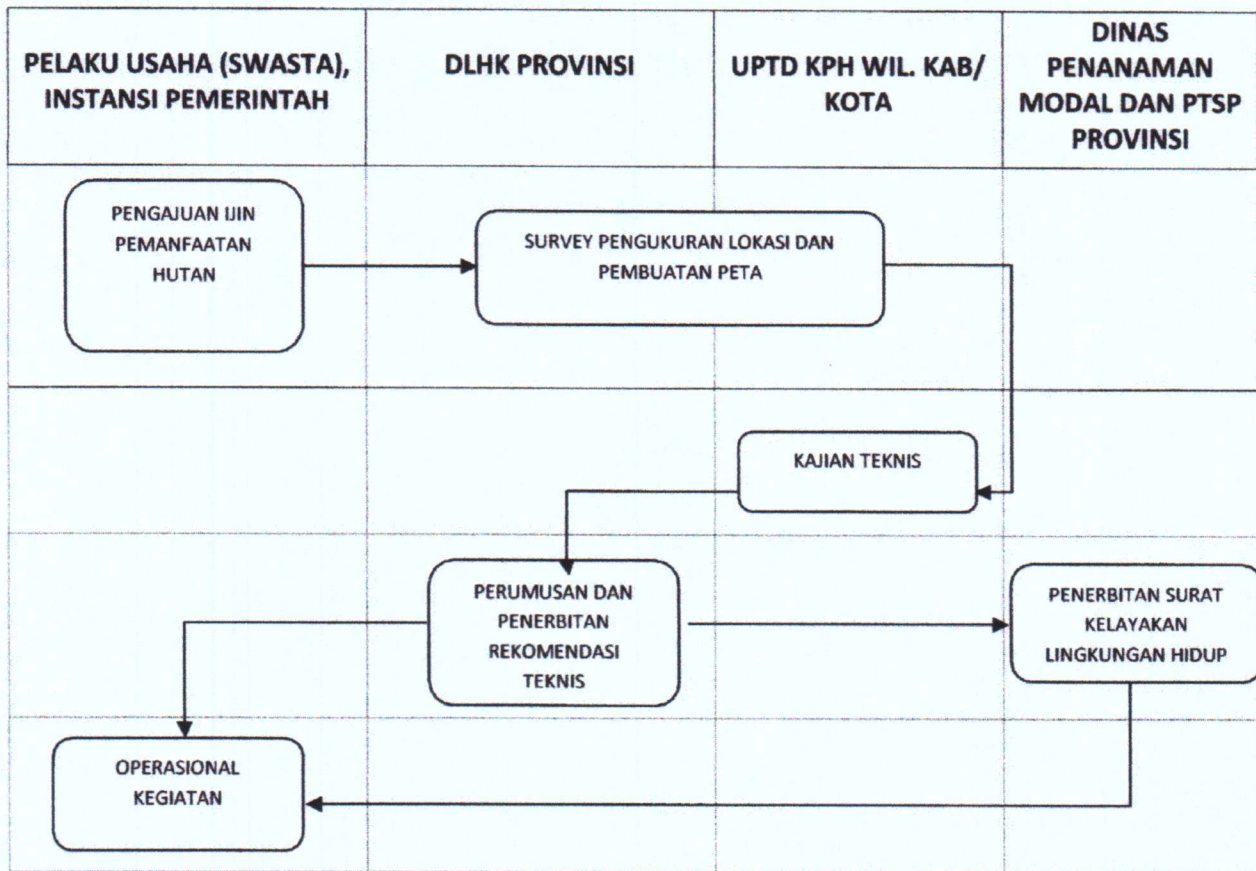 PELAKU USAHA (SWASTA),
INSTANSI PEMERINTAH
DLHK PROVINSI
UPTD KPH WIL. KAB/
KOTA
DINAS
PENANAMAN
MODAL DAN PTSP
PROVINSI
PENGAJUAN IJIN
PEMANFAATAN
HUTAN
SURVEY PENGUKURAN LOKASI DAN
PEMBUATAN PETA
KAJIAN TEKNIS
PERUMUSAN DAN
PENERBITAN
REKOMENDASI
TEKNIS
PENERBITAN SURAT
KELAYAKAN
LINGKUNGAN HIDUP
OPERASIONAL
KEGIATAN